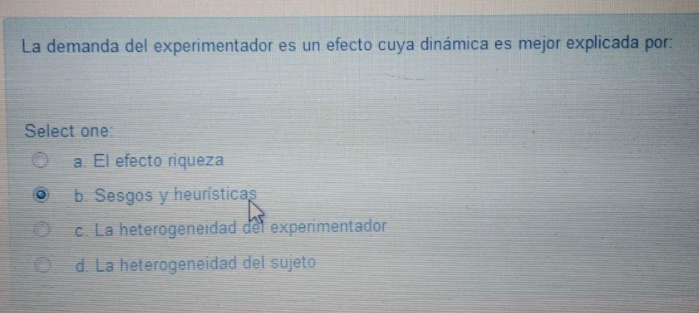 La demanda del experimentador es un efecto cuya dinámica es mejor explicada por:
Select one:
a. El efecto riqueza
b. Sesgos y heurísticas
c. La heterogeneidad del experimentador
d. La heterogeneidad del sujeto